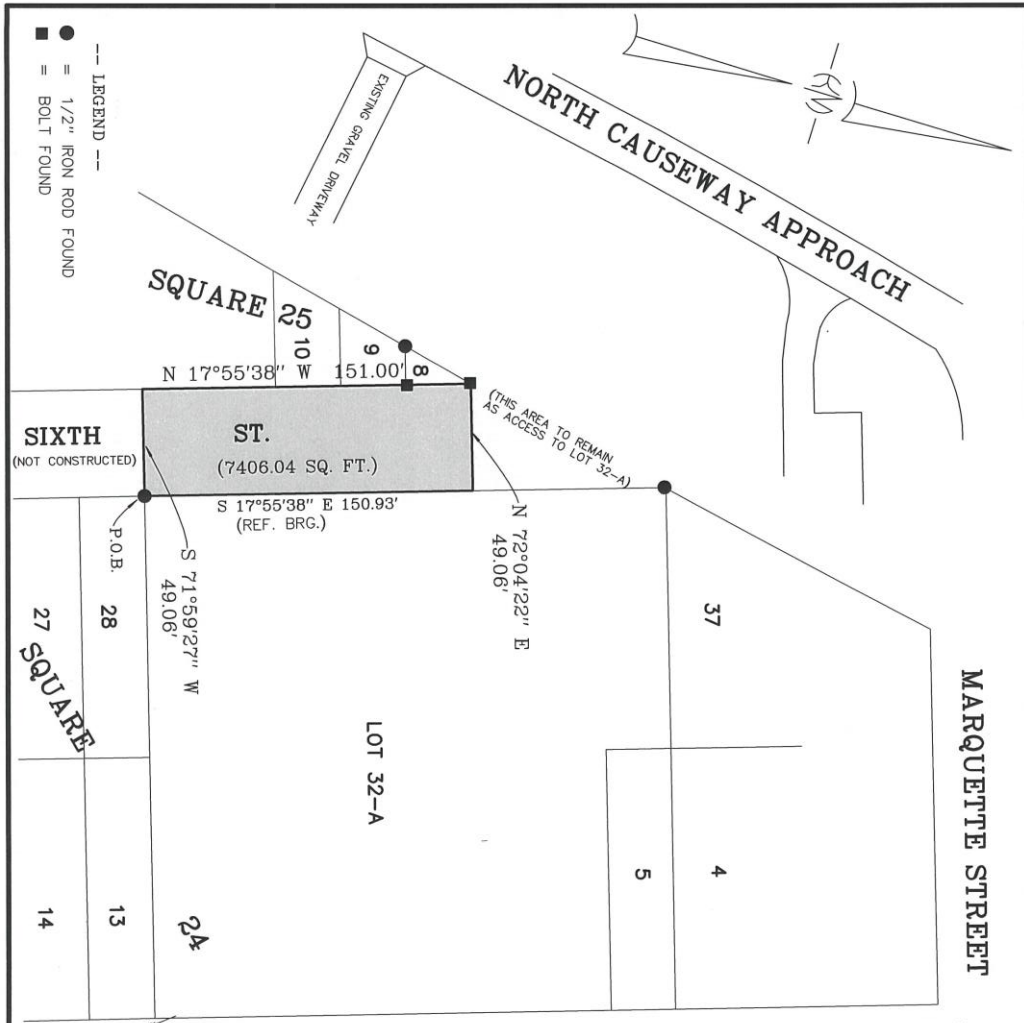 NORTH CAUSEWAY APPROACH
EXISTING GRAVEL DRIVEWAY
-- LEGEND --
● = 1/2" IRON ROD FOUND
■ = BOLT FOUND
SQUARE 25
10
9
8
N 17°55'38" W 151.00'
(THIS AREA TO REMAIN
AS ACCESS TO LOT 32-A)
SIXTH
(NOT CONSTRUCTED)
ST.
(7406.04 SQ. FT.)
S 17°55'38" E 150.93'
(REF. BRG.)
P.O.B.
S 71°59'27" W
49.06'
N 72°04'22" E
49.06'
37
28
27
SQUARE
LOT 32-A
MARQUETTE STREET
5
4
14
13
24